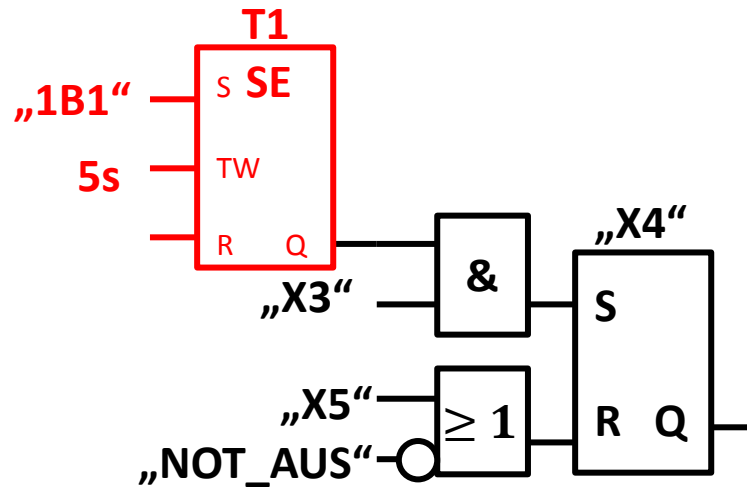 T1
S SE
„1B1“
5s
TW
R Q
„X3“
&
„X4“
S
„X5“
≥ 1
R Q
„NOT_AUS“